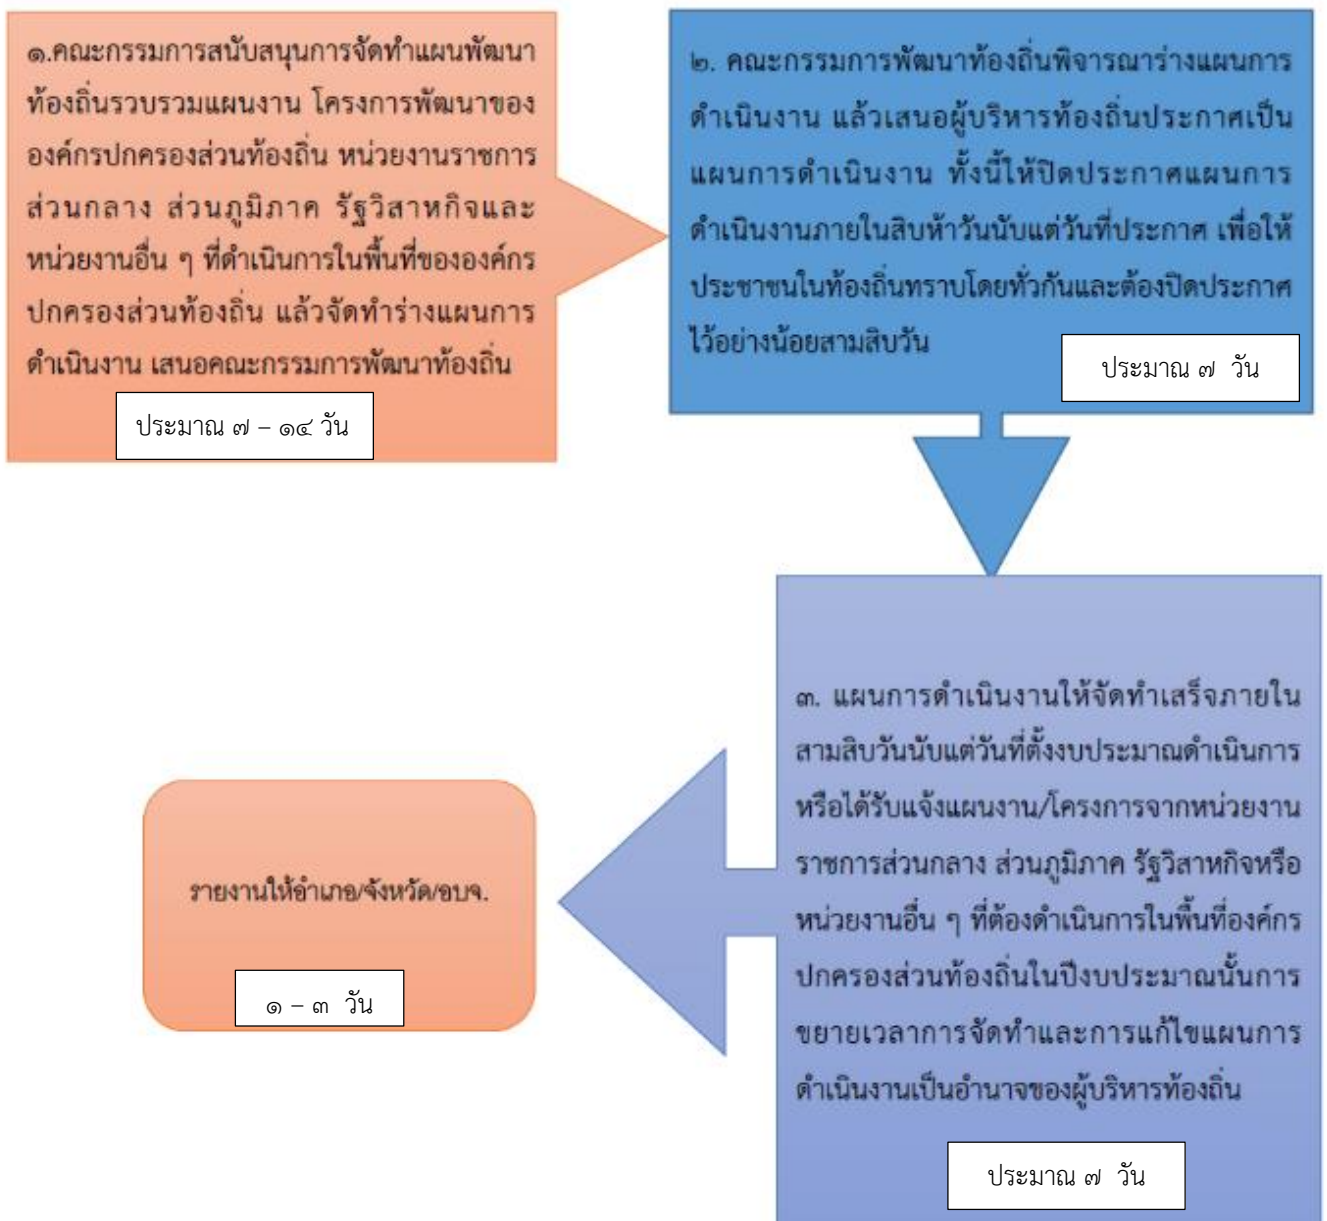 ๑.คณะกรรมการสนับสนุนการจัดทำแผนพัฒนา
ท้องถิ่นรวบรวมแผนงาน โครงการพัฒนาของ
องค์กรปกครองส่วนท้องถิ่น หน่วยงานราชการ
ส่วนกลาง ส่วนภูมิภาค รัฐวิสาหกิจและ
หน่วยงานอื่น ๆ ที่ดำเนินการในพื้นที่ขององค์กร
ปกครองส่วนท้องถิ่น แล้วจัดทำร่างแผนการ
ดำเนินงาน เสนอคณะกรรมการพัฒนาท้องถิ่น
ประมาณ ๗ – ๑๔ วัน
๒. คณะกรรมการพัฒนาท้องถิ่นพิจารณาร่างแผนการ
ดำเนินงาน แล้วเสนอผู้บริหารท้องถิ่นประกาศเป็น
แผนการดำเนินงาน ทั้งนี้ให้ปิดประกาศแผนการ
ดำเนินงานภายในสิบห้าวันนับแต่วันที่ประกาศ เพื่อให้
ประชาชนในท้องถิ่นทราบโดยทั่วกันและต้องปิดประกาศ
ไว้อย่างน้อยสามสิบวัน
ประมาณ ๗ วัน
๓. แผนการดำเนินงานให้จัดทำเสร็จภายใน
สามสิบวันนับแต่วันที่ตั้งงบประมาณดำเนินการ
หรือได้รับแจ้งแผนงาน/โครงการจากหน่วยงาน
ราชการส่วนกลาง ส่วนภูมิภาค รัฐวิสาหกิจหรือ
หน่วยงานอื่น ๆ ที่ต้องดำเนินการในพื้นที่องค์กร
ปกครองส่วนท้องถิ่นในปีงบประมาณนั้นการ
ขยายเวลาการจัดทำและการแก้ไขแผนการ
ดำเนินงานเป็นอำนาจของผู้บริหารท้องถิ่น
ประมาณ ๗ วัน
รายงานให้อำเภอ/จังหวัด/อบจ.
๑ – ๓ วัน